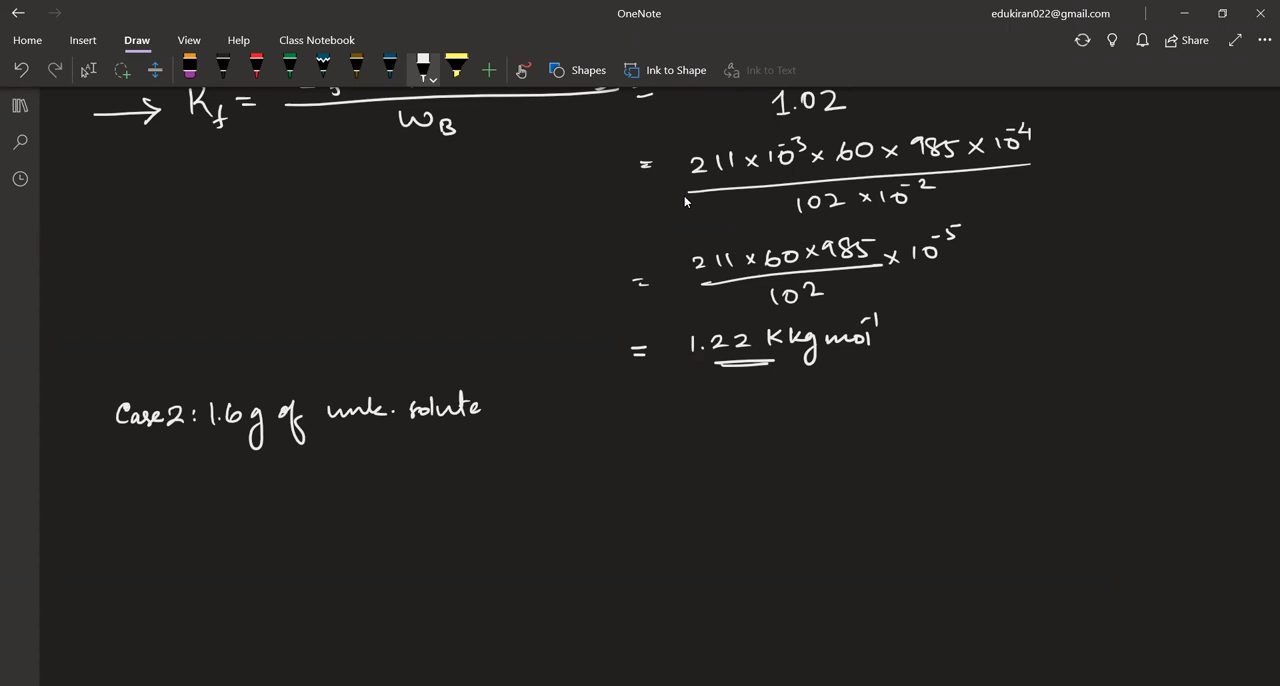 OneNote
edukiran022@gmail.com
Home Insert Draw View Help Class Notebook
Share
Shapes Ink to Shape Ink to Text
→ K_f = ———
w_B
=
1.02
= 211 × 10^-3 × 60 × 985 × 10^-4
102 × 10^-2
= 211 × 60 × 985 × 10^-5
102
= 1.22 K kg mol^-1
Case 2: 1.6 g of unk. solute